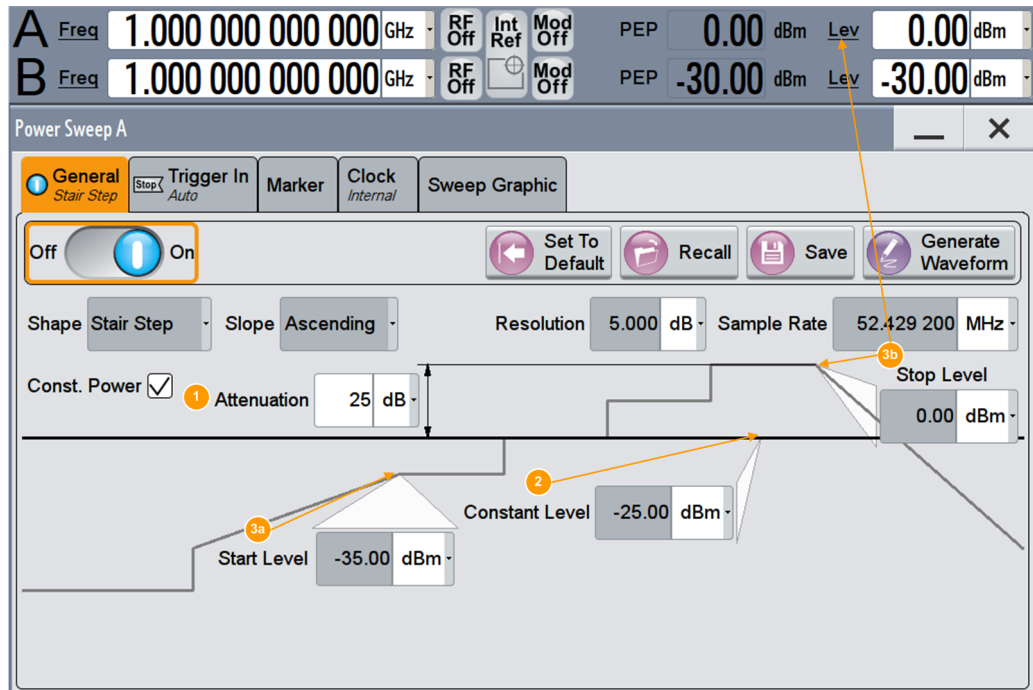 A Freq 1.000 000 000 000 GHz RF Off Int Ref Mod Off PEP 0.00 dBm Lev 0.00 dBm
B Freq 1.000 000 000 000 GHz RF Off Mod Off PEP -30.00 dBm Lev -30.00 dBm
Power Sweep A
General
Stair Step
Stop
Trigger In
Auto
Marker
Clock
Internal
Sweep Graphic
Off On
Set To
Default
Recall
Save
Generate
Waveform
Shape Stair Step Slope Ascending Resolution 5.000 dB Sample Rate 52.429 200 MHz
3b
Const. Power 1 Attenuation 25 dB
Stop Level
0.00 dBm
2
Constant Level -25.00 dBm
3a
Start Level -35.00 dBm